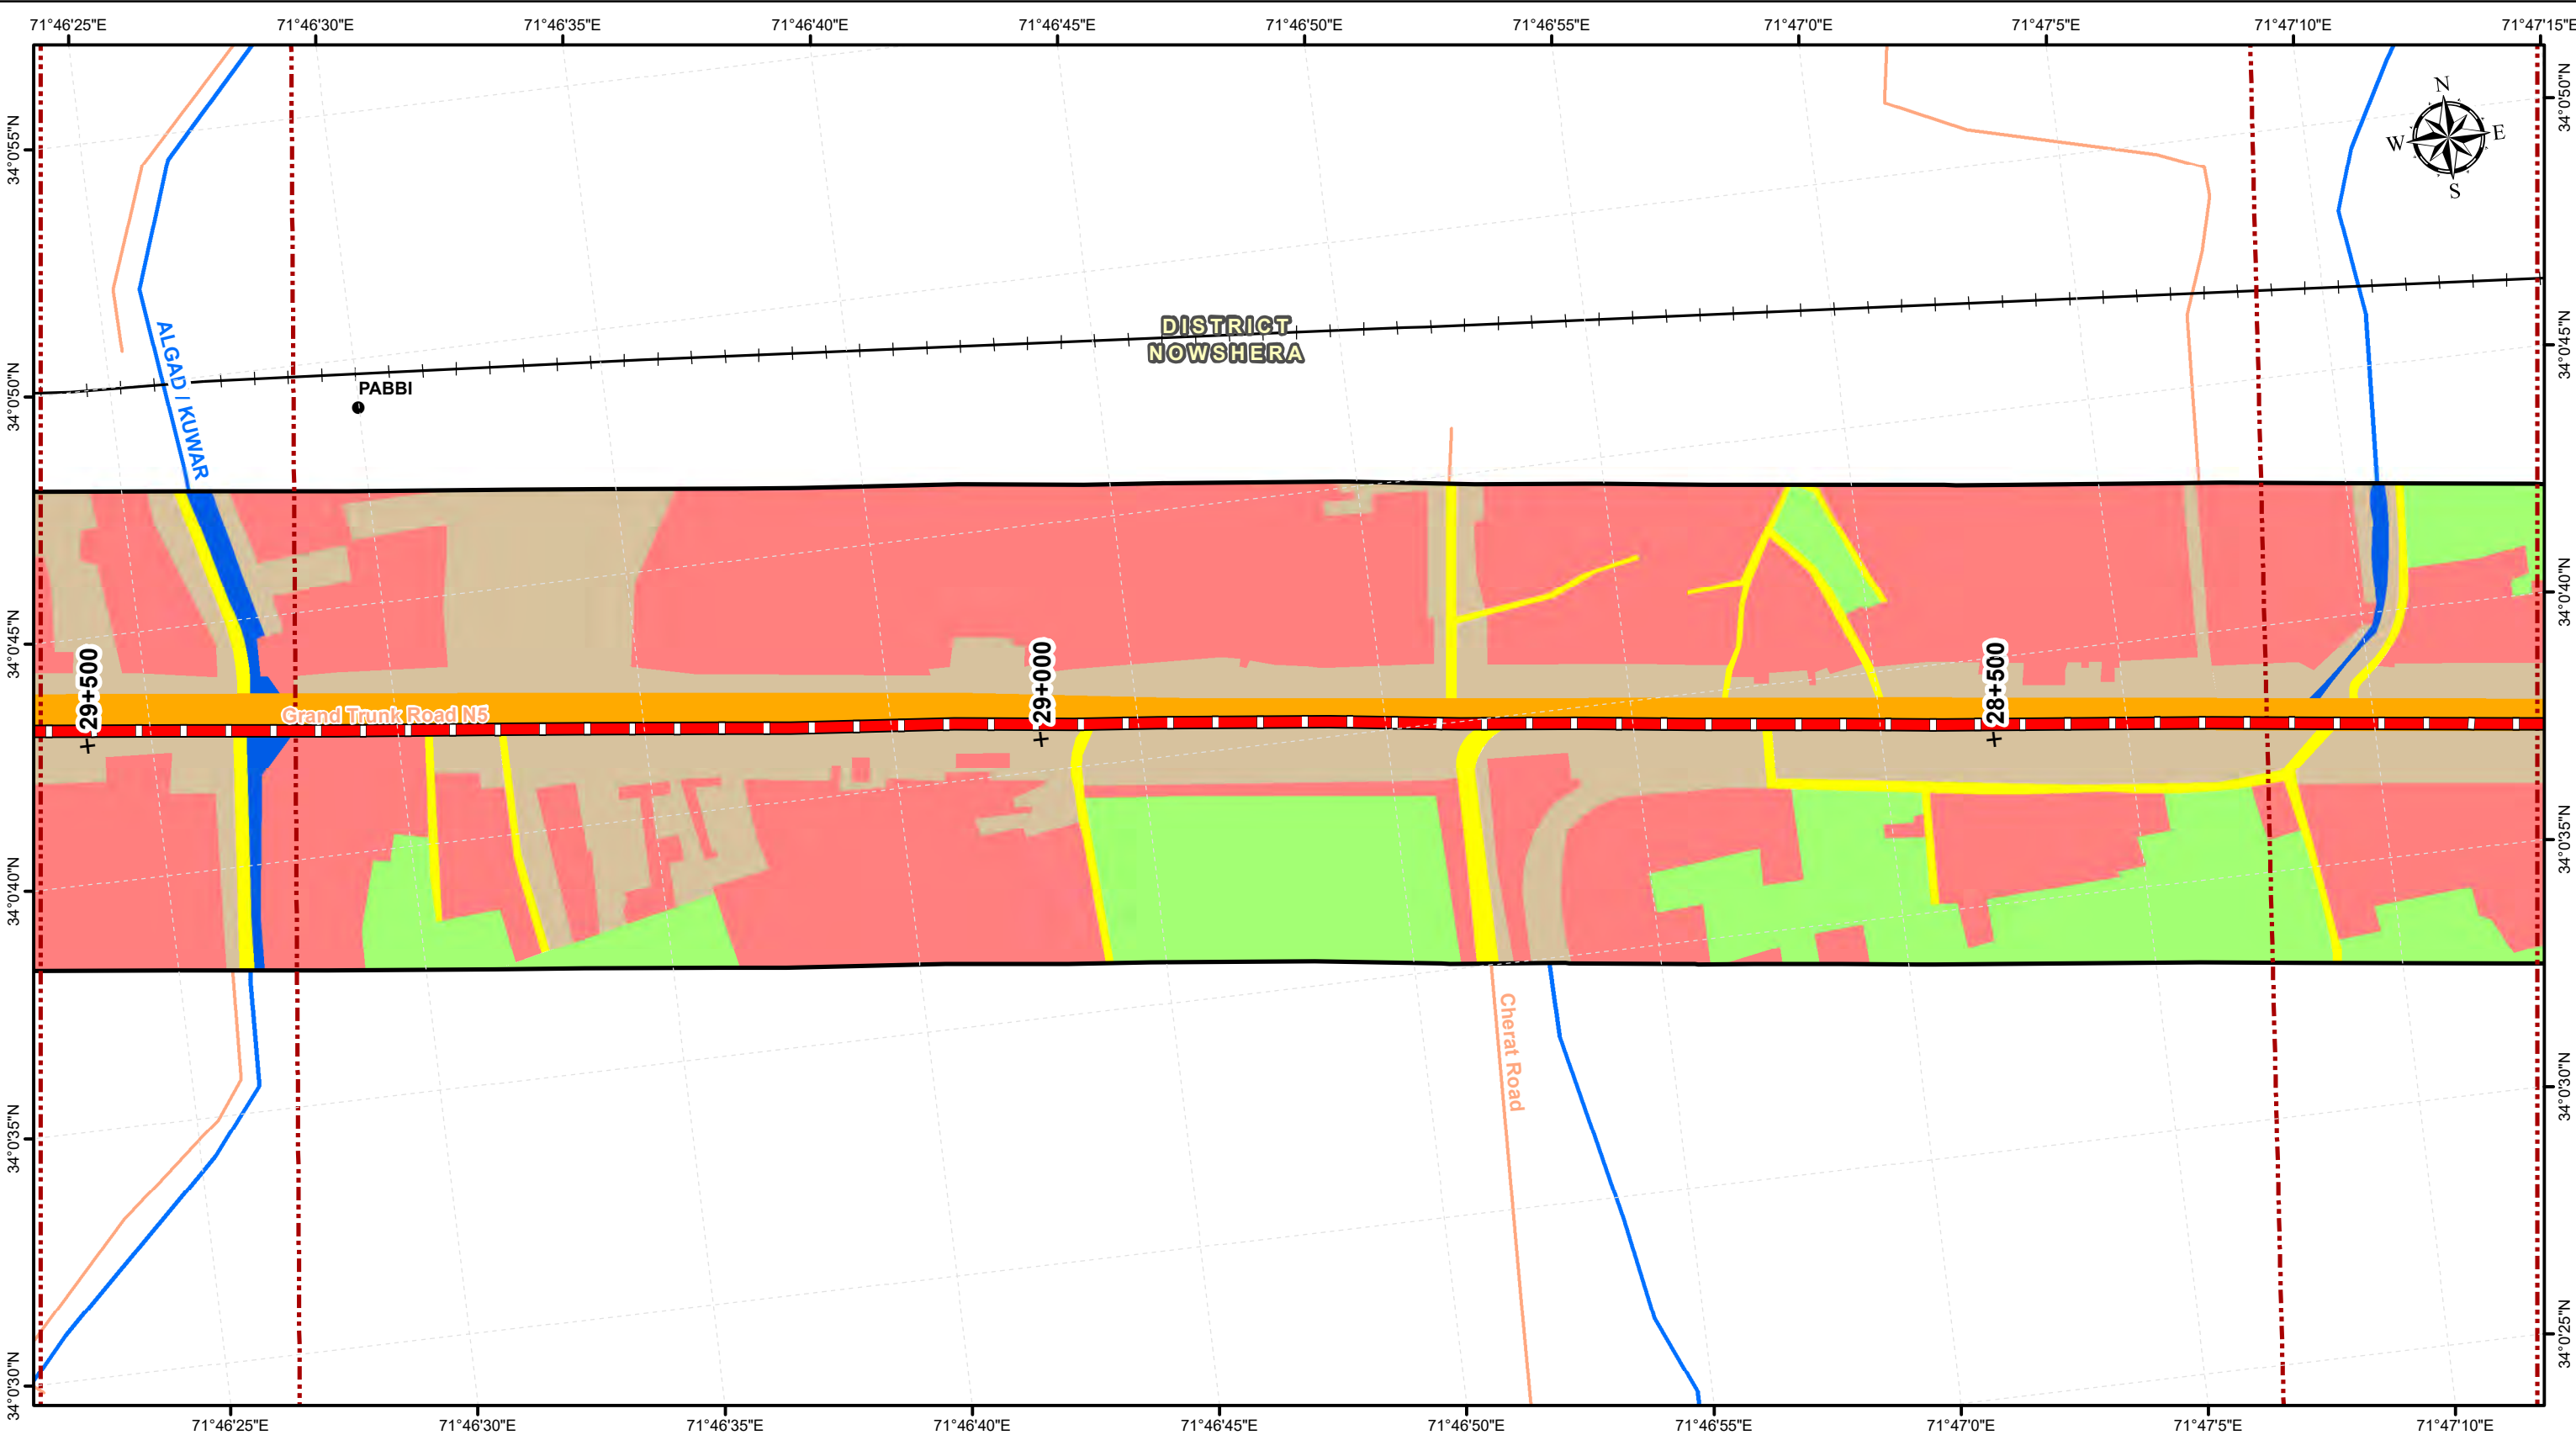 71°46'25"E
71°46'30"E
71°46'35"E
71°46'40"E
71°46'45"E
71°46'50"E
71°46'55"E
71°47'0"E
71°47'5"E
71°47'10"E
71°47'15"E
N
W
E
S
34°0'55"N
34°0'50"N
34°0'45"N
34°0'40"N
34°0'35"N
34°0'30"N
34°0'50"N
34°0'45"N
34°0'40"N
34°0'35"N
34°0'30"N
34°0'25"N
ALGAD / KUWAR
PABBI
DISTRICT
NOWSHERA
29+500
29+000
28+500
Grand Trunk Road N5
Cherat Road
71°46'25"E
71°46'30"E
71°46'35"E
71°46'40"E
71°46'45"E
71°46'50"E
71°46'55"E
71°47'0"E
71°47'5"E
71°47'10"E